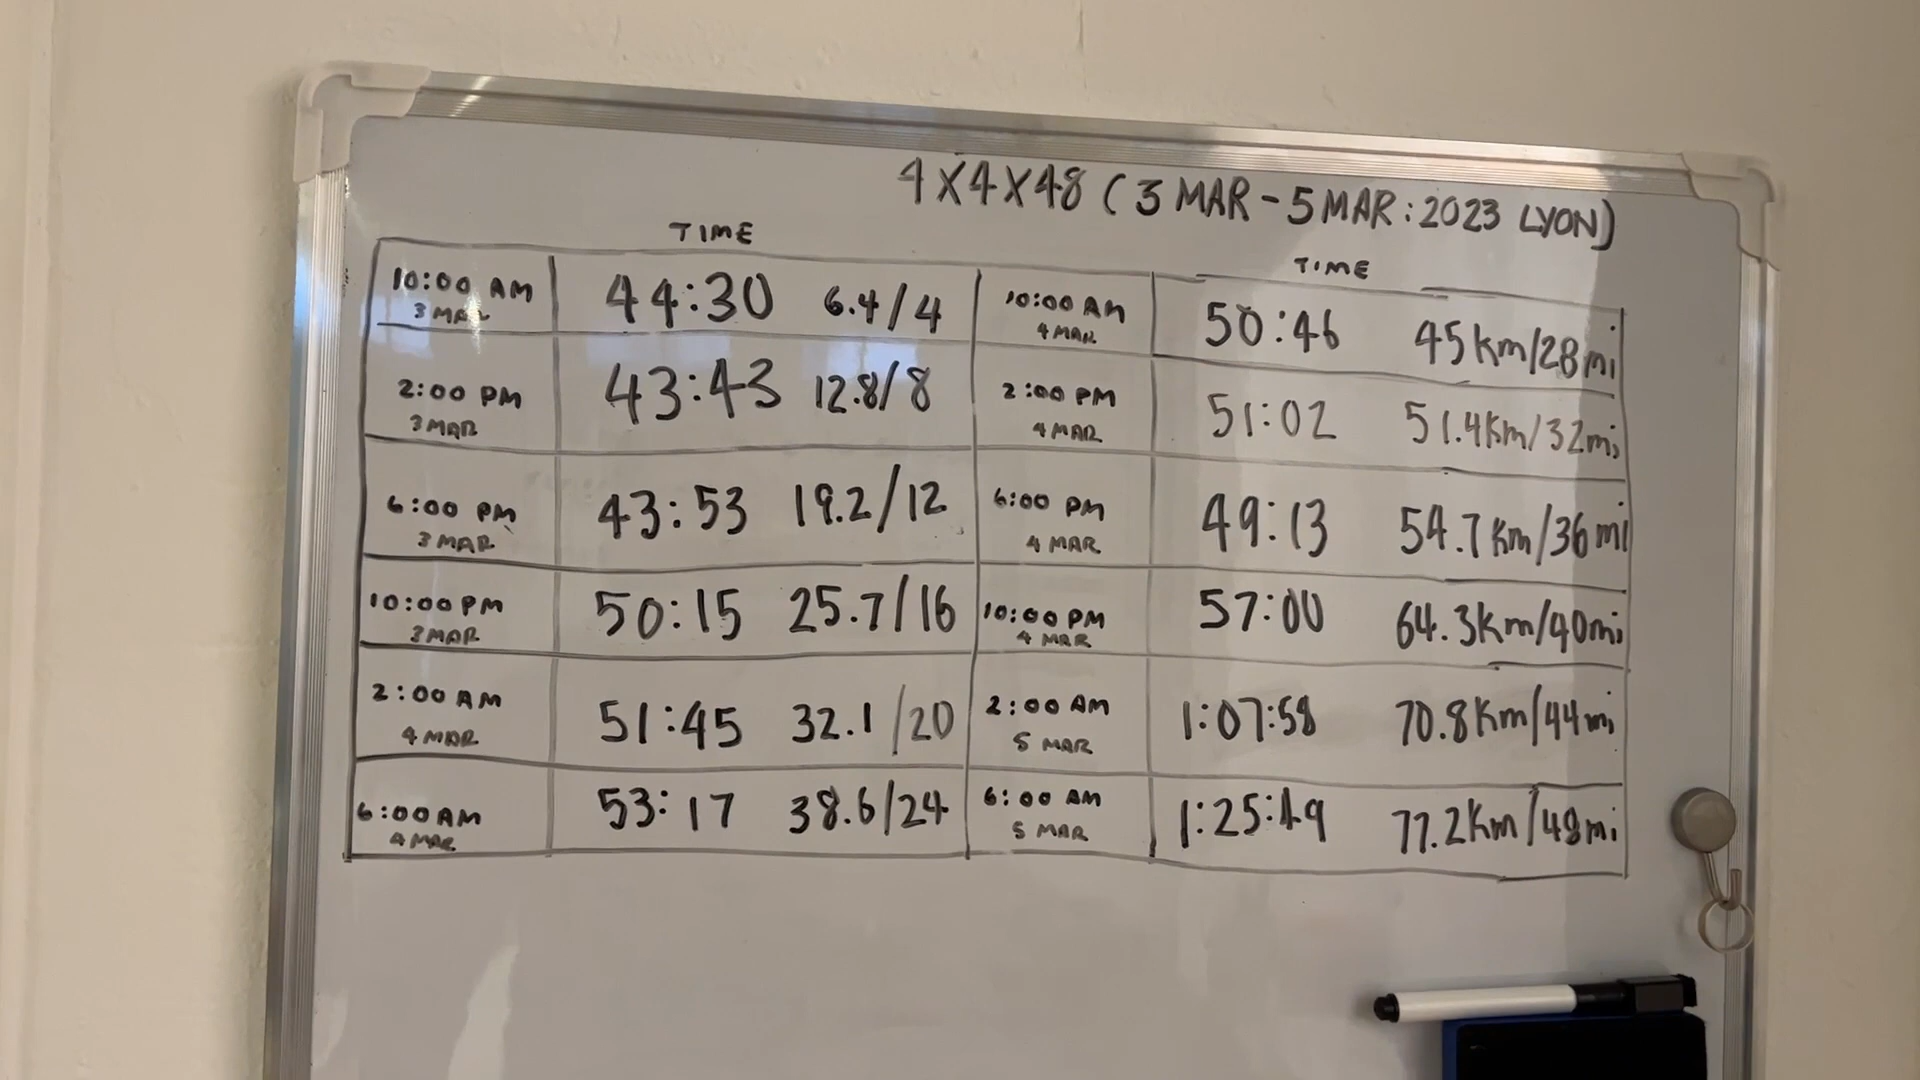 4X4X48 (3 MAR - 5 MAR: 2023 LYON)
TIME
10:00 AM 44:30 6.4/4
3 MAR
2:00 PM 43:43 12.8/8
3 MAR
6:00 PM 43:53 19.2/12
3 MAR
10:00 PM 50:15 25.7/16
3 MAR
2:00 AM 51:45 32.1/20
4 MAR
6:00 AM 53:17 38.6/24
4 MAR
TIME
10:00 AM 50:46 45km/28mi
4 MAR
2:00 PM 51:02 51.4km/32mi
4 MAR
6:00 PM 49:13 54.7km/36mi
4 MAR
10:00 PM 57:00 64.3km/40mi
4 MAR
2:00 AM 1:07:58 70.8km/44mi
5 MAR
6:00 AM 1:25:49 77.2km/48mi
5 MAR